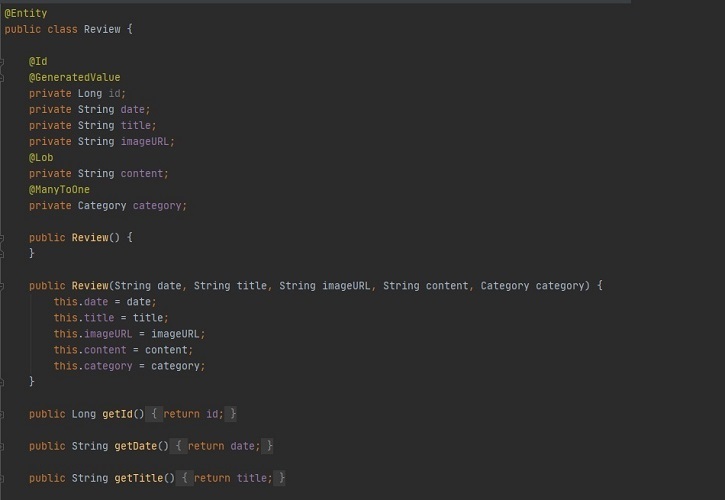 @Entity
public class Review {
@Id
@GeneratedValue
private Long id;
private String date;
private String title;
private String imageURL;
@Lob
private String content;
@ManyToOne
private Category category;
public Review() {
}
public Review(String date, String title, String imageURL, String content, Category category) {
this.date = date;
this.title = title;
this.imageURL = imageURL;
this.content = content;
this.category = category;
}
public Long getId() { return id; }
public String getDate() { return date; }
public String getTitle() { return title; }